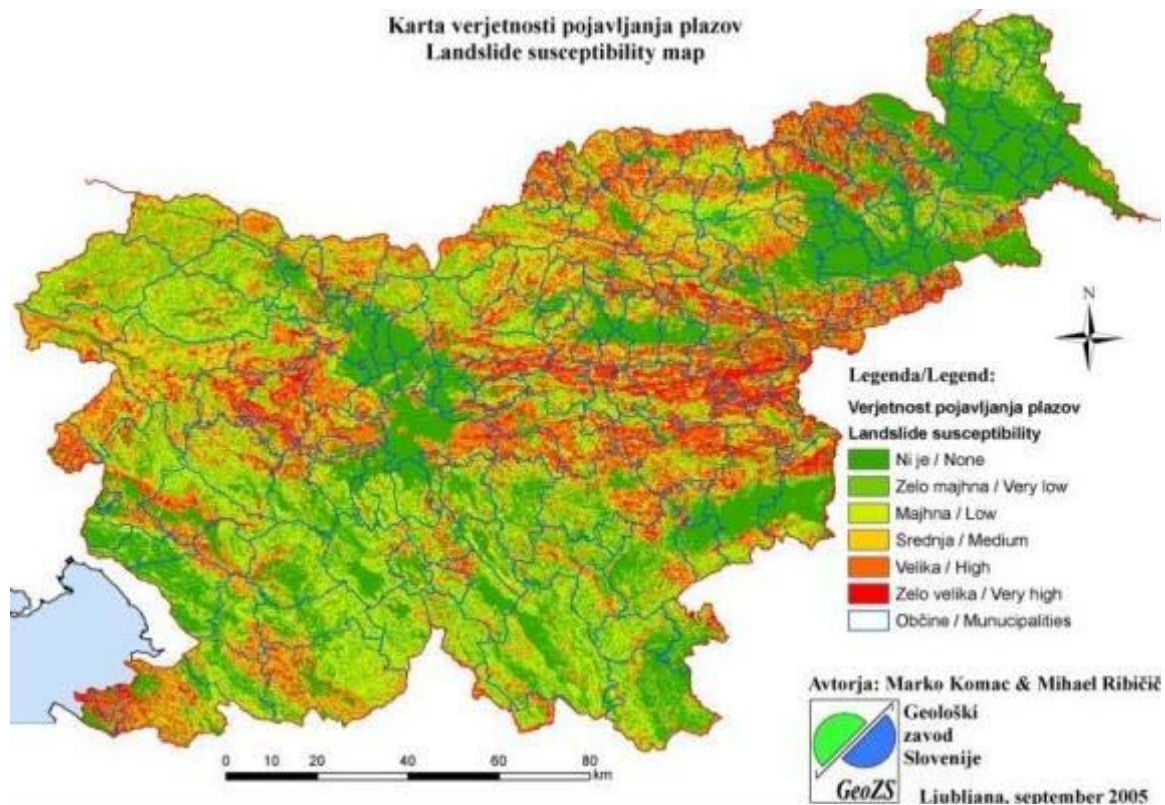 Karta verjetnosti pojavljanja plazov
Landslide susceptibility map
N
Legenda/Legend:
Verjetnost pojavljanja plazov
Landslide susceptibility
Ni je / None
Zelo majhna / Very low
Majhna / Low
Srednja / Medium
Velika / High
Zelo velika / Very high
Občine / Munucipalities
Avtorja: Marko Komac & Mihael Ribičič
Geološki
zavod
Slovenije
GeoZS
Ljubljana, september 2005
0 10 20 40 60 80
km